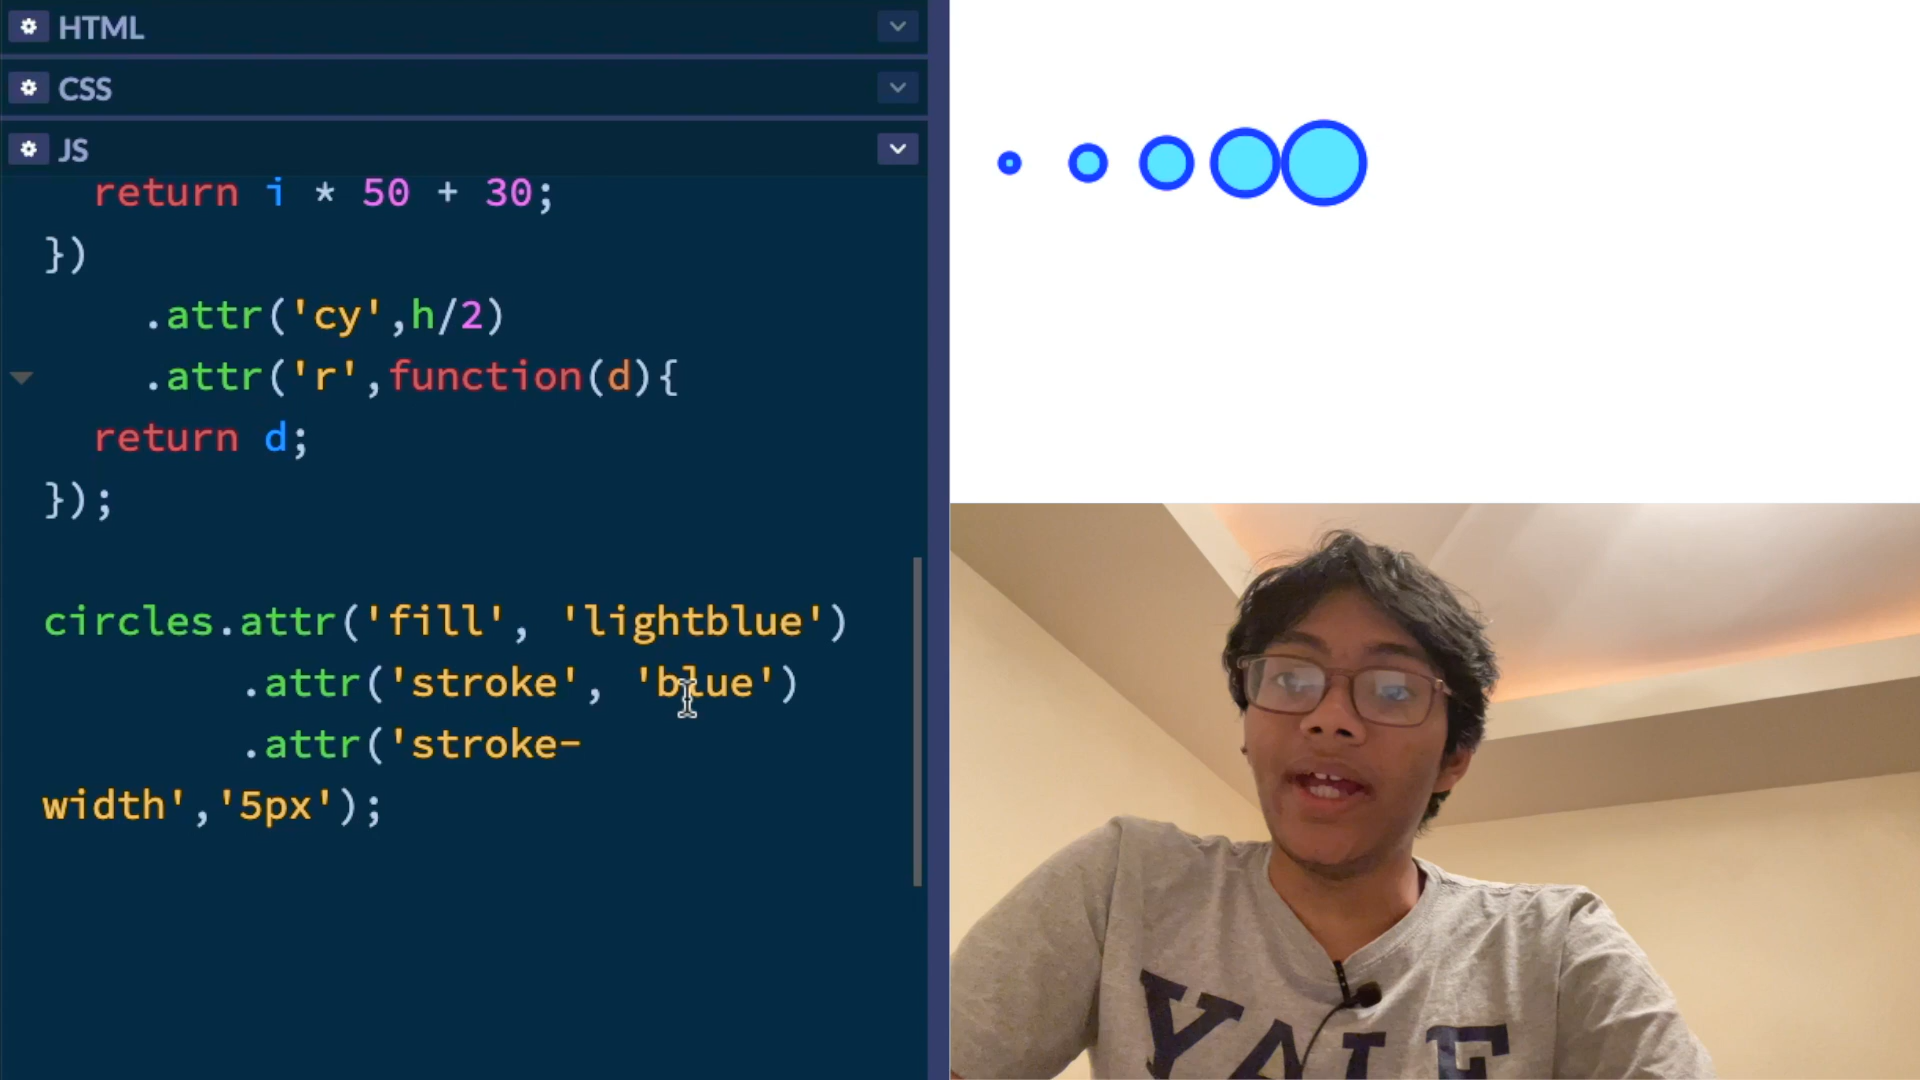 HTML
CSS
JS
return i * 50 + 30;
})
.attr('cy',h/2)
.attr('r',function(d){
return d;
});
circles.attr('fill', 'lightblue')
.attr('stroke', 'blue')
.attr('stroke-
width','5px');
YALE